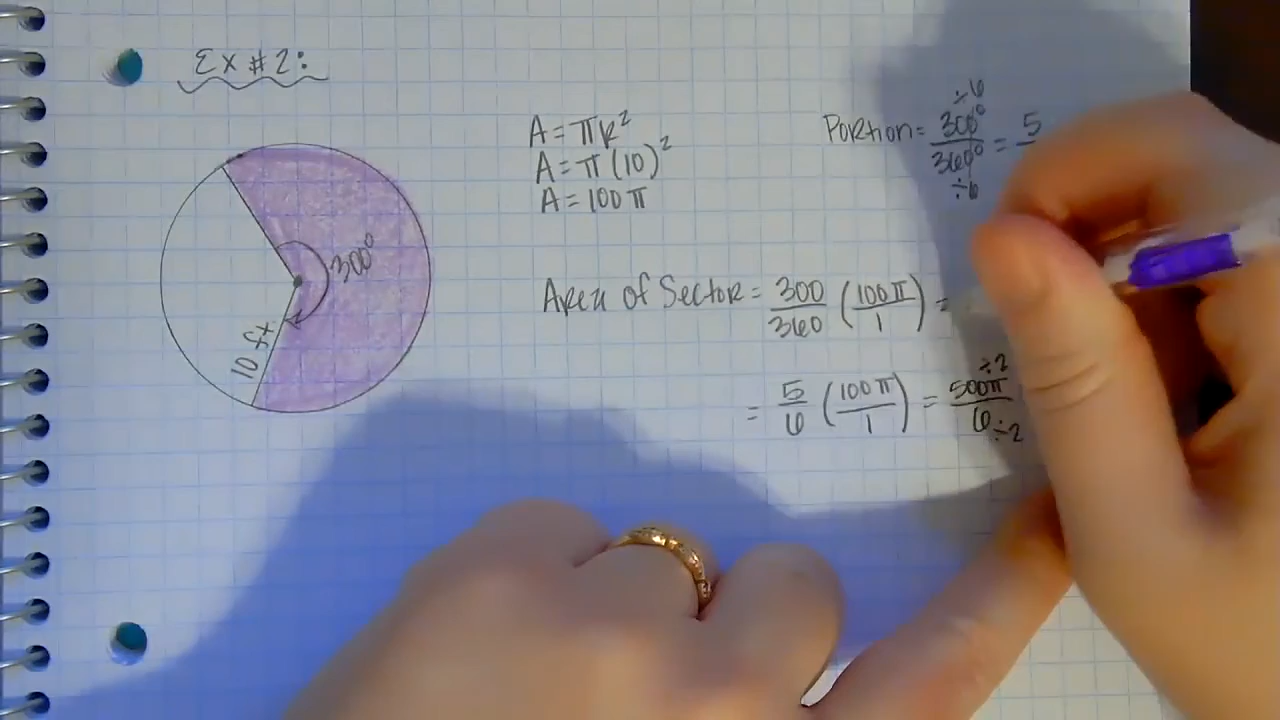 Ex #2:
A = πR²
A = π(10)²
A = 100π
÷6
Portion = 300°/360° = 5
÷6
300°
10 ft
Area of Sector = 300/360 (100π/1) =
÷2
= 5/6 (100π/1) = 500π/6
÷2